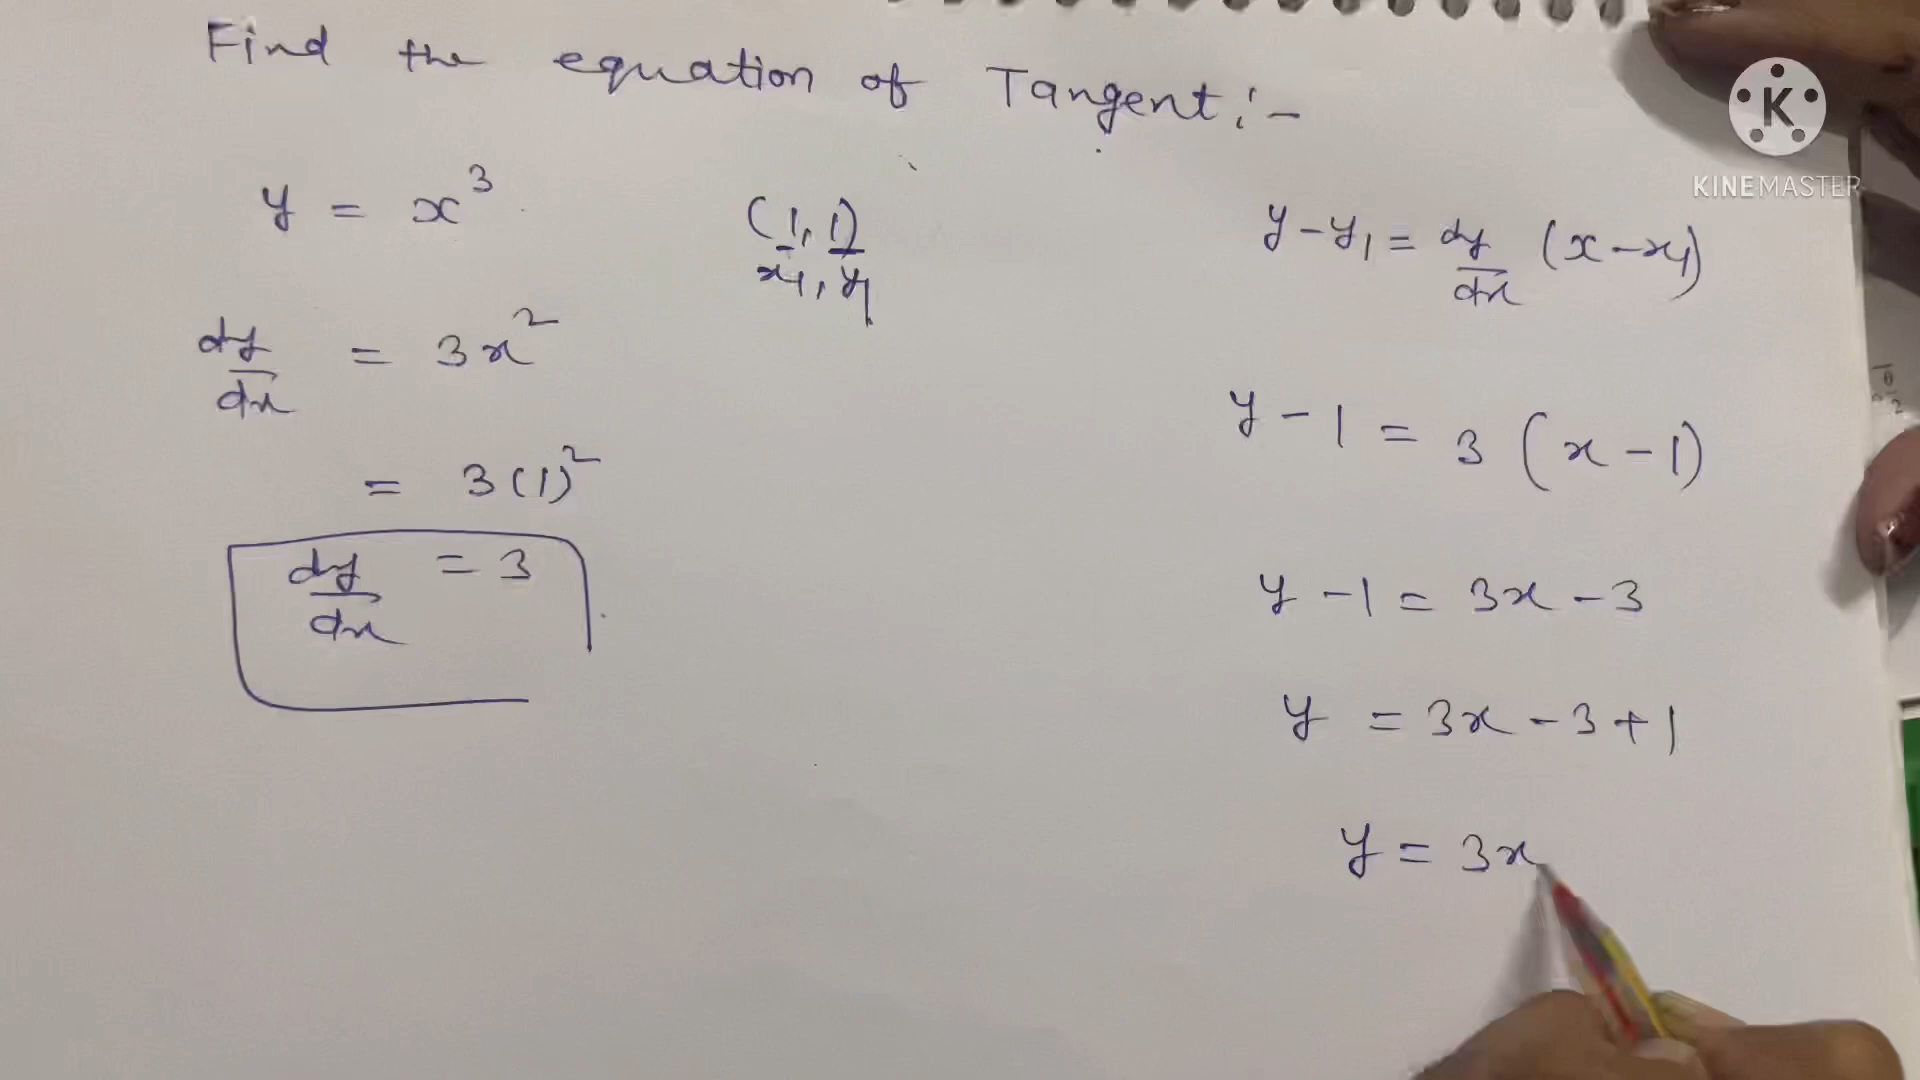 Find the equation of Tangent :-
y = x³
(1, 1)
x₁, y₁
dy/dx = 3x²
= 3(1)²
dy/dx = 3
y - y₁ = dy/dx (x - x₁)
y - 1 = 3 (x - 1)
y - 1 = 3x - 3
y = 3x - 3 + 1
y = 3x
K
KINEMASTER